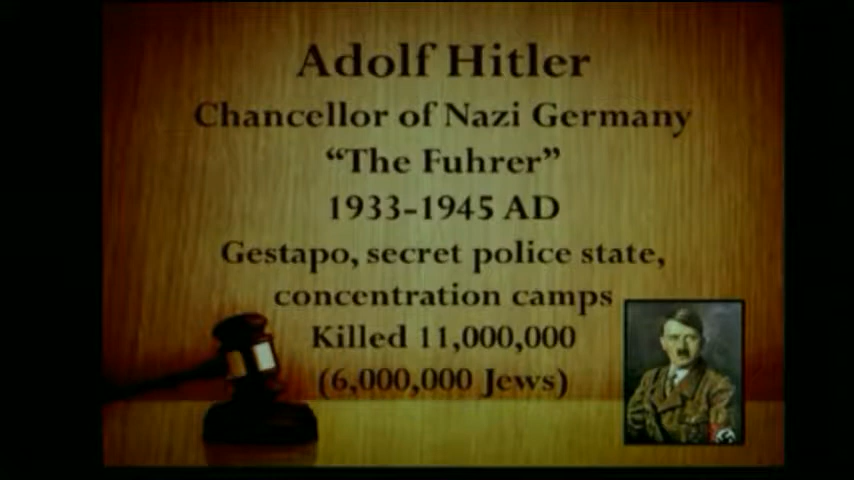 Adolf Hitler
Chancellor of Nazi Germany
“The Fuhrer”
1933-1945 AD
Gestapo, secret police state,
concentration camps
Killed 11,000,000
(6,000,000 Jews)